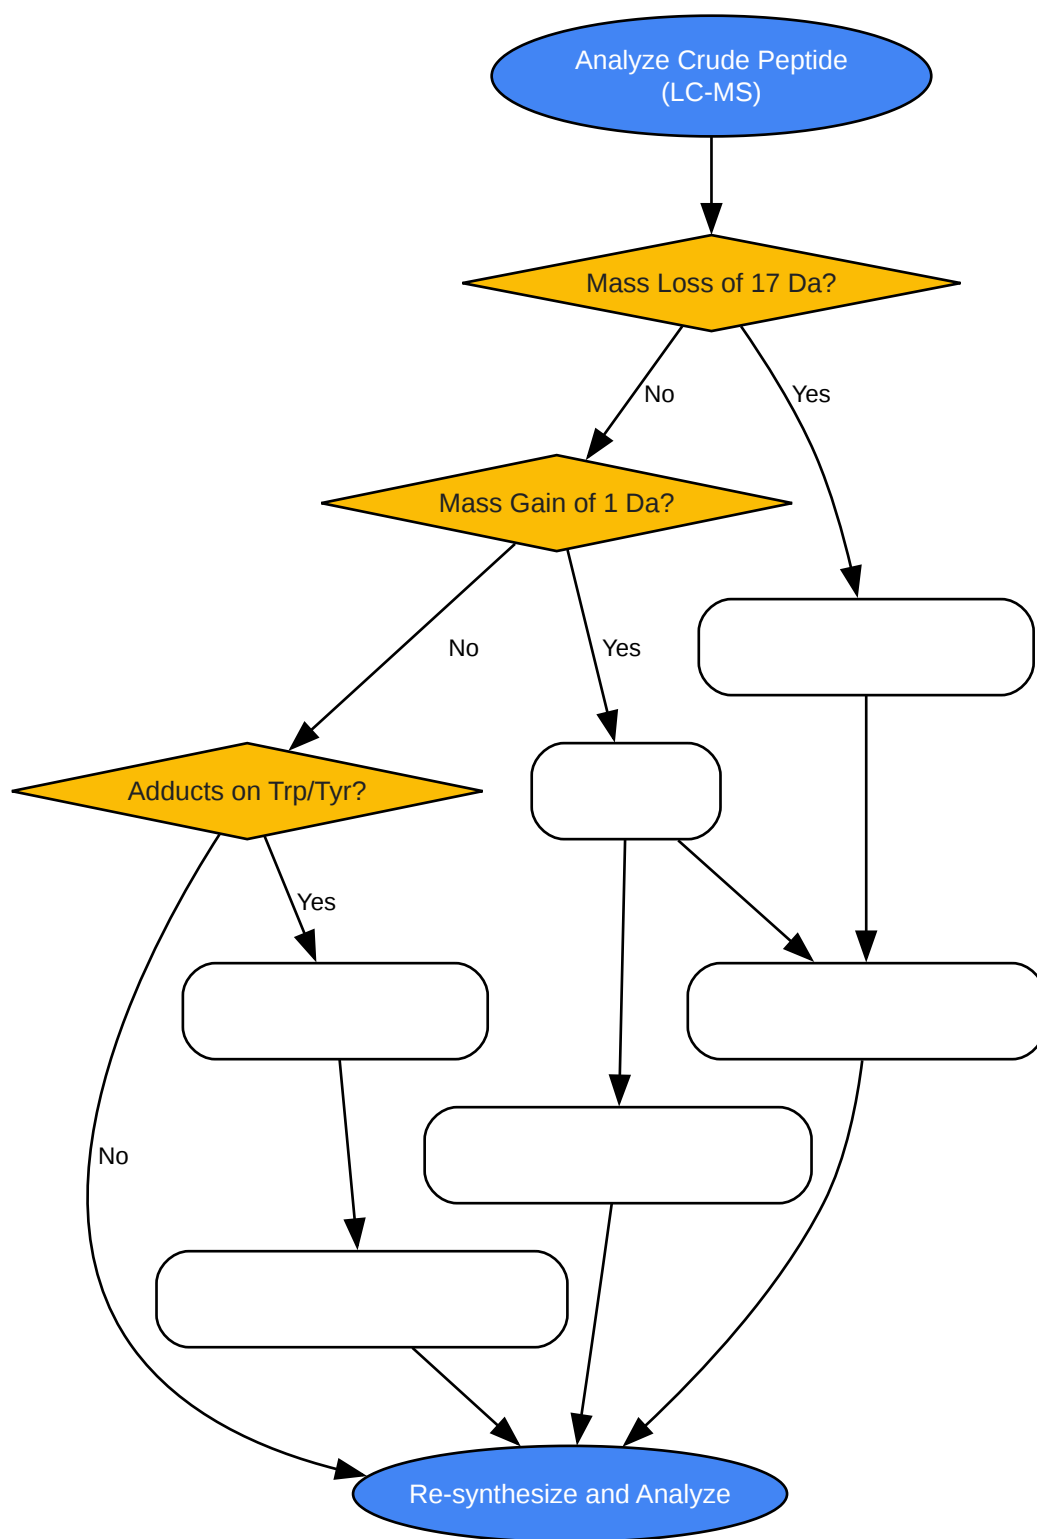 Analyze Crude Peptide
(LC-MS)
Mass Loss of 17 Da?
No
Yes
Mass Gain of 1 Da?
No
Yes
Adducts on Trp/Tyr?
Yes
No
Re-synthesize and Analyze